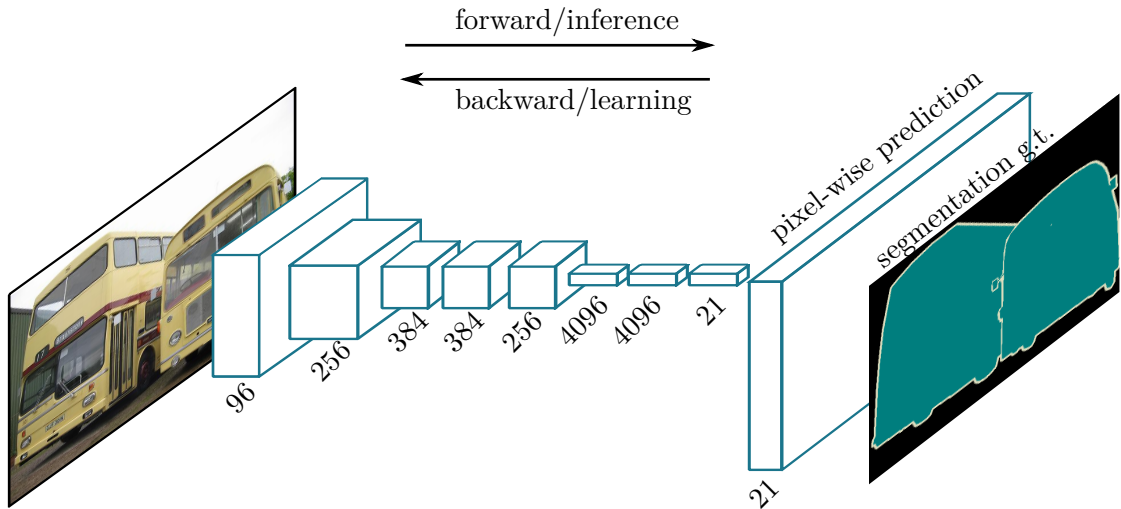 forward/inference
backward/learning
pixel-wise prediction
segmentation g.t.
96
256
384
384
256
4096
4096
21
21